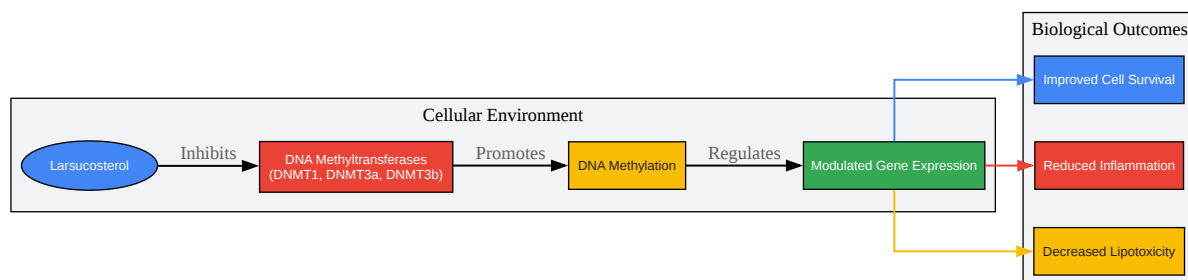 Biological Outcomes
Improved Cell Survival
Cellular Environment
Larsucosterol
Inhibits
DNA Methyltransferases
(DNMT1, DNMT3a, DNMT3b)
Promotes
DNA Methylation
Regulates
Modulated Gene Expression
Reduced Inflammation
Decreased Lipotoxicity